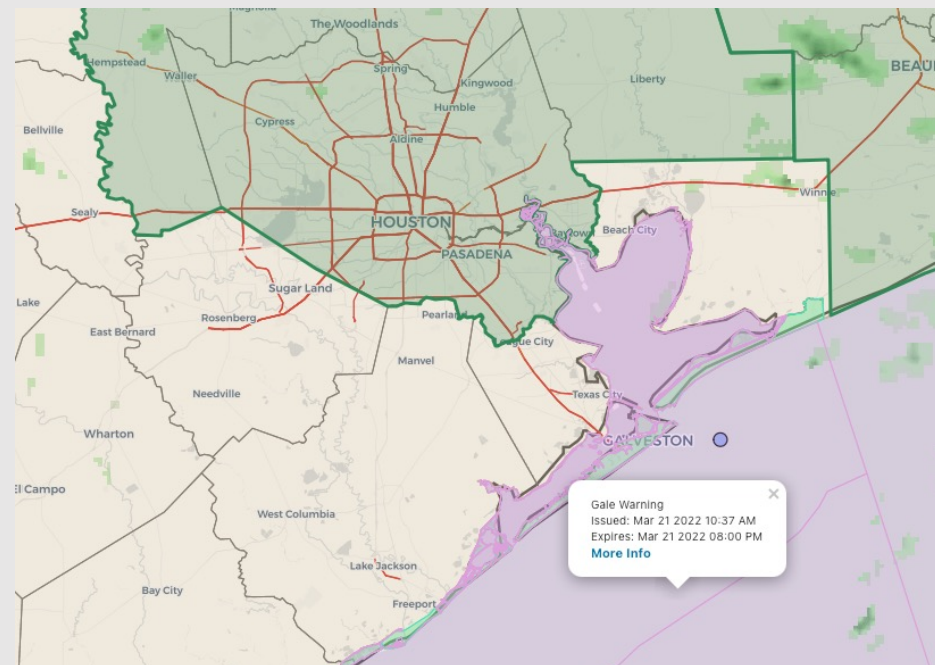 The Woodlands
Hempstead
Waller
Spring
Kingwood
Liberty
Humble
Cypress
Aldine
Bellville
Sealy
HOUSTON
PASADENA
Beach City
Winnie
Sugar Land
Lake
Rosenberg
East Bernard
Pearland
League City
Manvel
Needville
Texas City
Wharton
GALVESTON
El Campo
Gale Warning
Issued: Mar 21 2022 10:37 AM
Expires: Mar 21 2022 08:00 PM
More Info
×
West Columbia
Lake Jackson
Bay City
Freeport